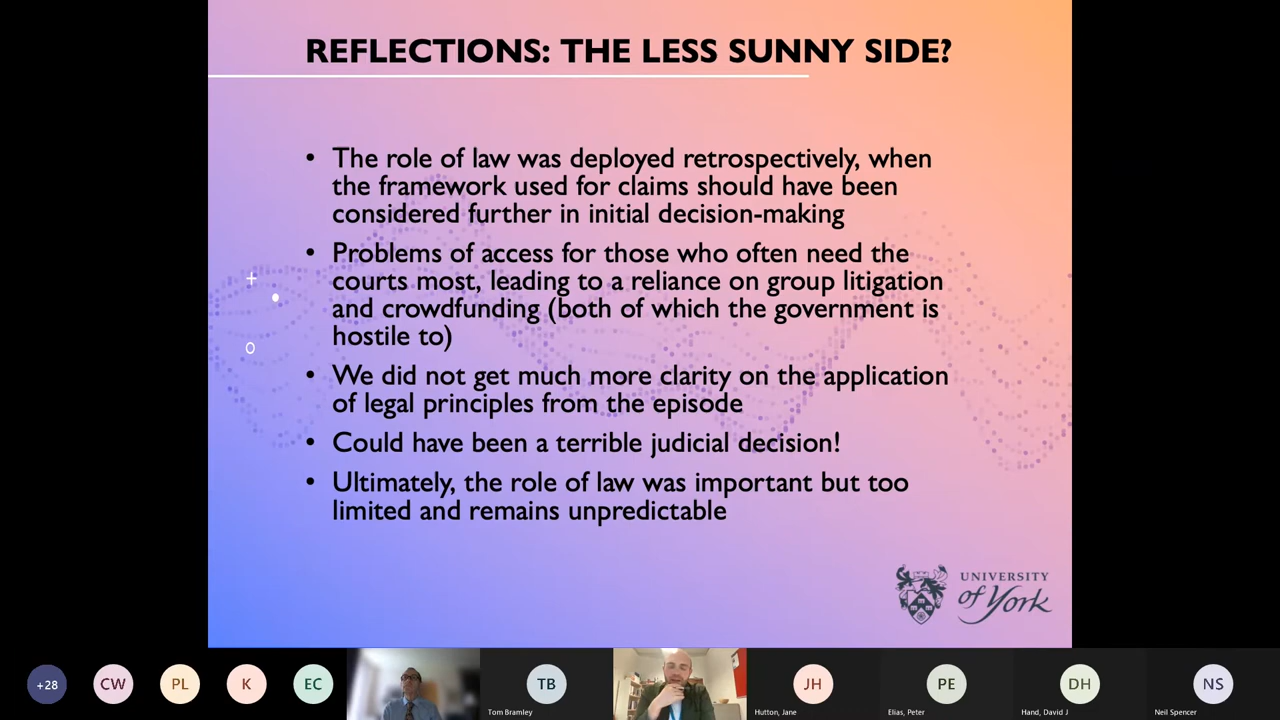 REFLECTIONS: THE LESS SUNNY SIDE?
• The role of law was deployed retrospectively, when
the framework used for claims should have been
considered further in initial decision-making
• Problems of access for those who often need the
courts most, leading to a reliance on group litigation
and crowdfunding (both of which the government is
hostile to)
• We did not get much more clarity on the application
of legal principles from the episode
• Could have been a terrible judicial decision!
• Ultimately, the role of law was important but too
limited and remains unpredictable
UNIVERSITY
of York
+28
CW
PL
K
EC
TB
Tom Bramley
JH
Hutton, Jane
PE
Elias, Peter
DH
Hand, David J
NS
Neil Spencer